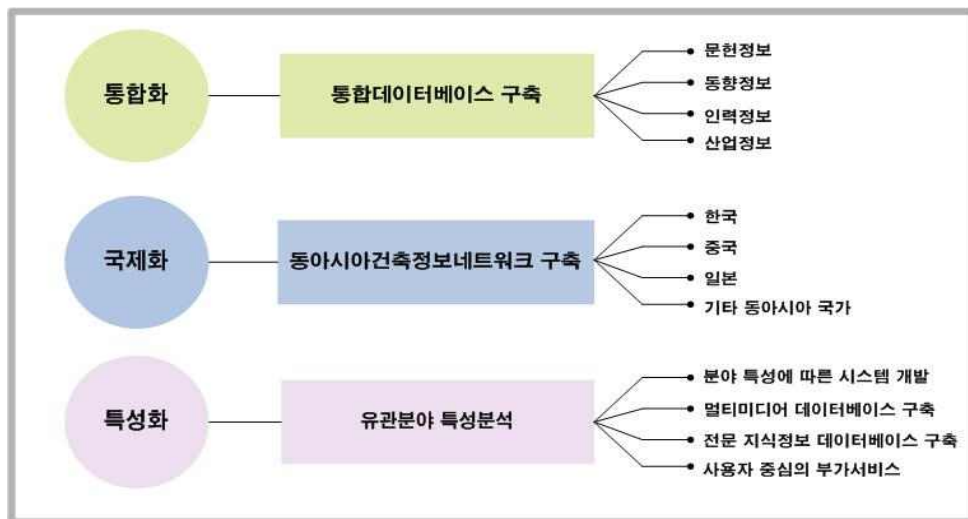 통합화
통합데이터베이스 구축
문헌정보
동향정보
인력정보
산업정보
국제화
동아시아건축정보네트워크 구축
한국
중국
일본
기타 동아시아 국가
특성화
유관분야 특성분석
분야 특성에 따른 시스템 개발
멀티미디어 데이터베이스 구축
전문 지식정보 데이터베이스 구축
사용자 중심의 부가서비스